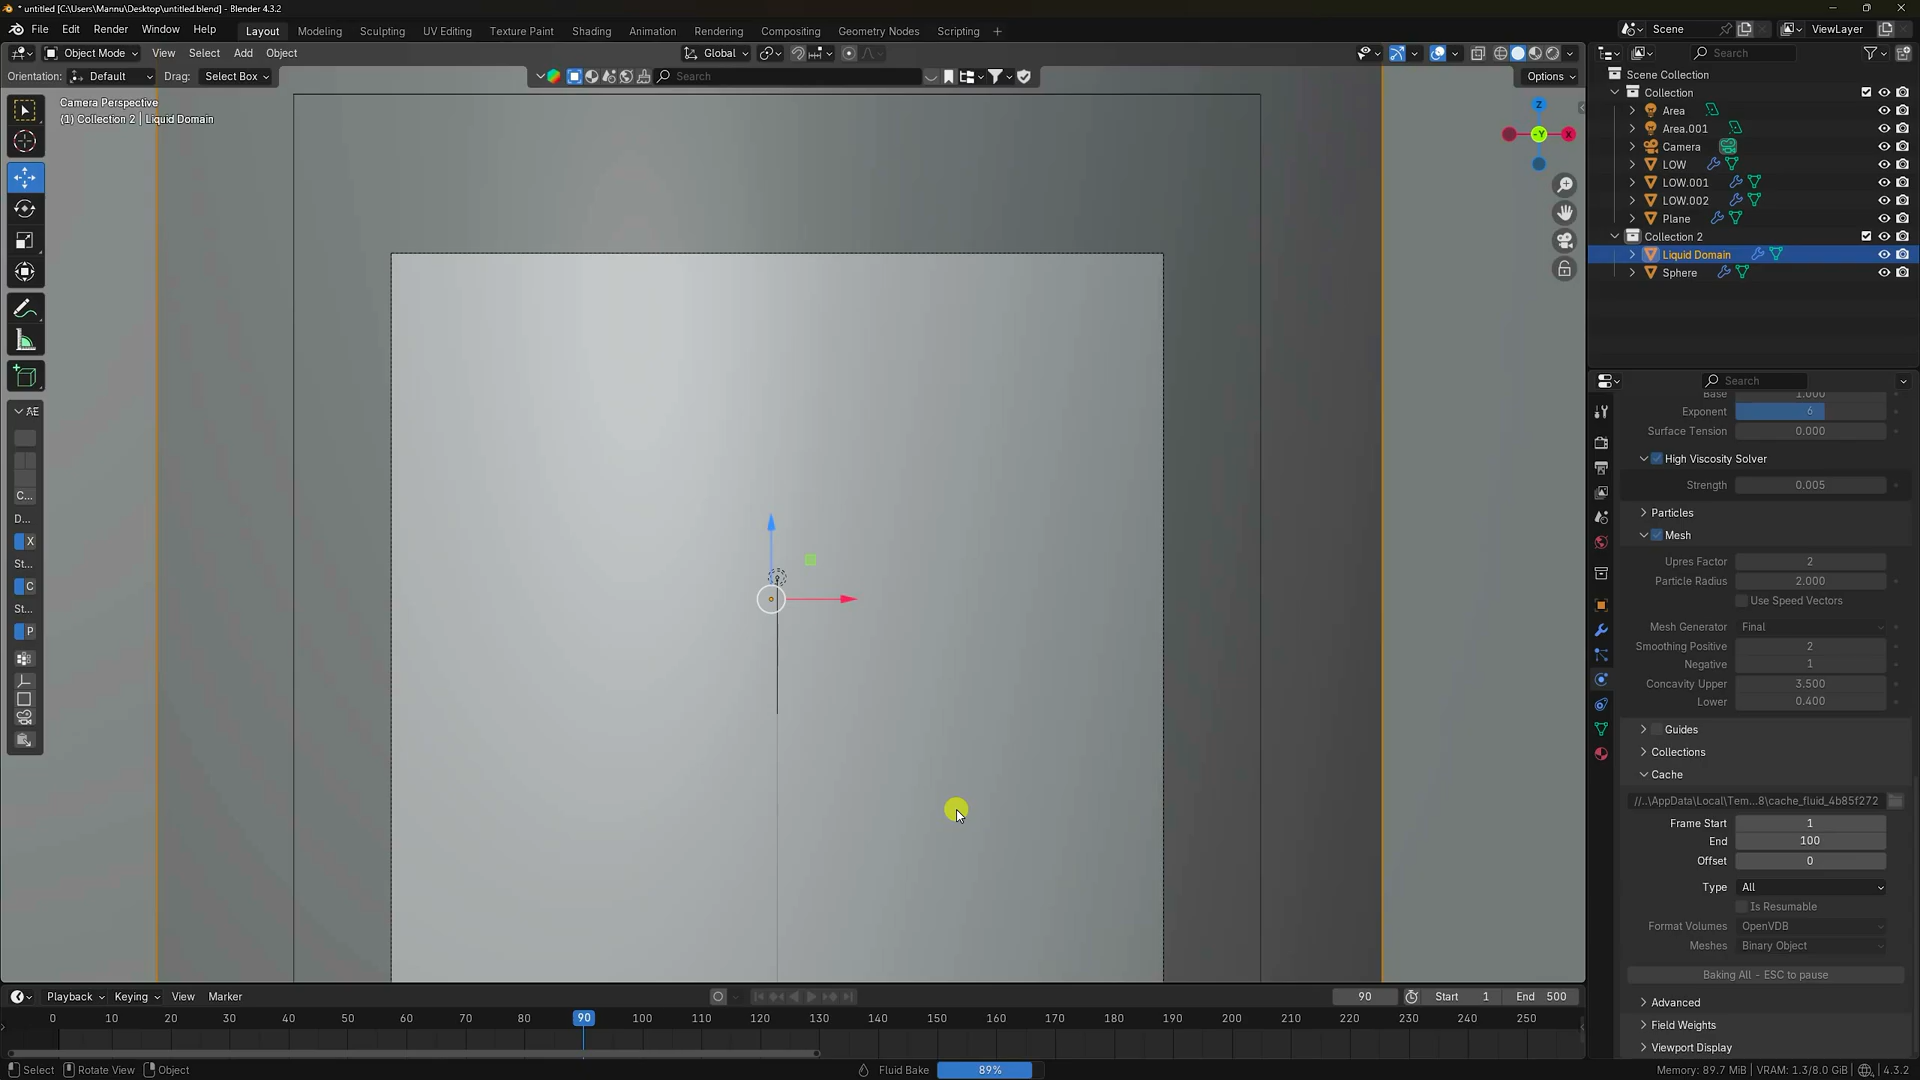 * untitled [C:\Users\Mannu\Desktop\untitled.blend] - Blender 4.3.2
File Edit Render Window Help Layout Modeling Sculpting UV Editing Texture Paint Shading Animation Rendering Compositing Geometry Nodes Scripting + Scene ViewLayer
Object Mode View Select Add Object Global Search
Orientation: Default Drag: Select Box Search Options
Camera Perspective
(1) Collection 2 | Liquid Domain
Z
-Y X
AE
C...
D...
X
St...
C
St...
P
Scene Collection
Collection
Area
Area.001
Camera
LOW
LOW.001
LOW.002
Plane
Collection 2
Liquid Domain
Sphere
Search
Base 1.000
Exponent 6
Surface Tension 0.000
High Viscosity Solver
Strength 0.005
Particles
Mesh
Upres Factor 2
Particle Radius 2.000
Use Speed Vectors
Mesh Generator Final
Smoothing Positive 2
Negative 1
Concavity Upper 3.500
Lower 0.400
Guides
Collections
Cache
//..\AppData\Local\Tem...8\cache_fluid_4b85f272
Frame Start 1
End 100
Offset 0
Type All
Is Resumable
Format Volumes OpenVDB
Meshes Binary Object
Baking All - ESC to pause
Advanced
Field Weights
Viewport Display
Playback Keying View Marker 90 Start 1 End 500
0 10 20 30 40 50 60 70 80 90 100 110 120 130 140 150 160 170 180 190 200 210 220 230 240 250
Select Rotate View Object Fluid Bake 89% Memory: 89.7 MiB | VRAM: 1.3/8.0 GiB | 4.3.2